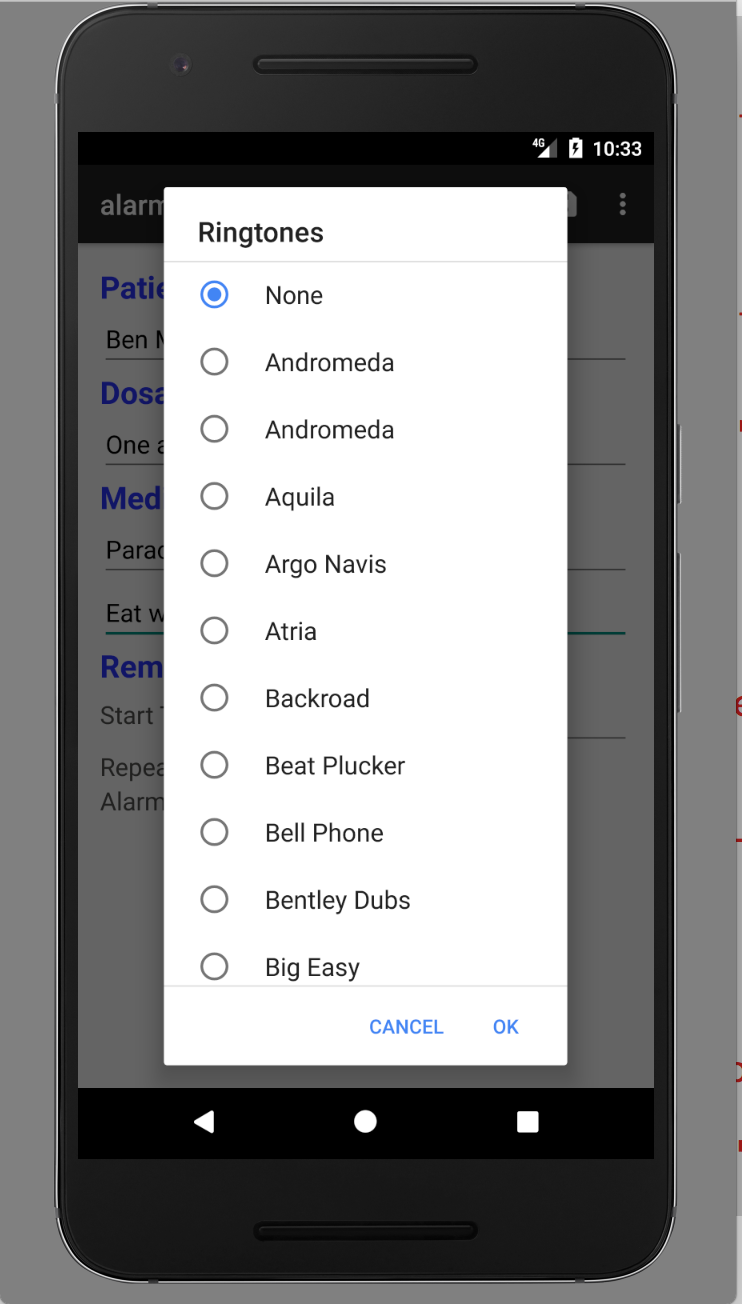 4G 10:33
alarm
Ringtones
Patie
None
Ben M
Andromeda
Dosa
Andromeda
One a
Aquila
Med
Parac
Argo Navis
Eat w
Atria
Rem
Start T
Backroad
Repea
Beat Plucker
Alarm
Bell Phone
Bentley Dubs
Big Easy
CANCEL OK